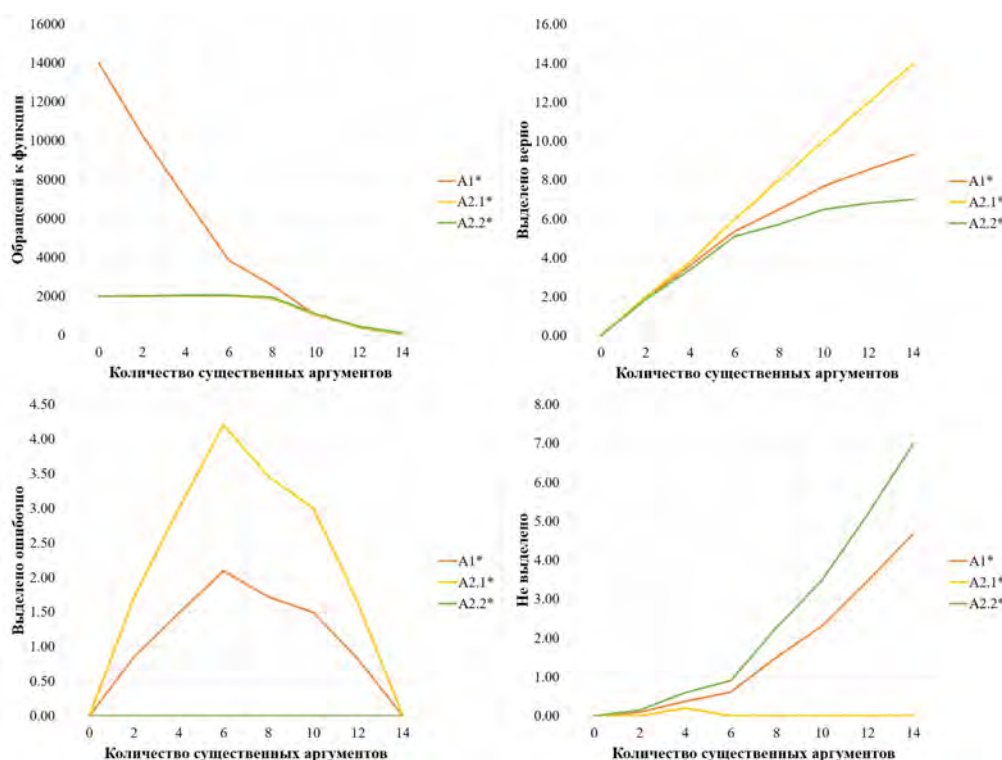 16000
14000
12000
10000
8000
6000
4000
2000
0
0 2 4 6 8 10 12 14
Обращений к функции
Количество существенных аргументов
A1*
A2.1*
A2.2*
16.00
14.00
12.00
10.00
8.00
6.00
4.00
2.00
0.00
0 2 4 6 8 10 12 14
Выделено верно
Количество существенных аргументов
A1*
A2.1*
A2.2*
4.50
4.00
3.50
3.00
2.50
2.00
1.50
1.00
0.50
0.00
0 2 4 6 8 10 12 14
Выделено ошибочно
Количество существенных аргументов
A1*
A2.1*
A2.2*
8.00
7.00
6.00
5.00
4.00
3.00
2.00
1.00
0.00
0 2 4 6 8 10 12 14
Не выделено
Количество существенных аргументов
A1*
A2.1*
A2.2*